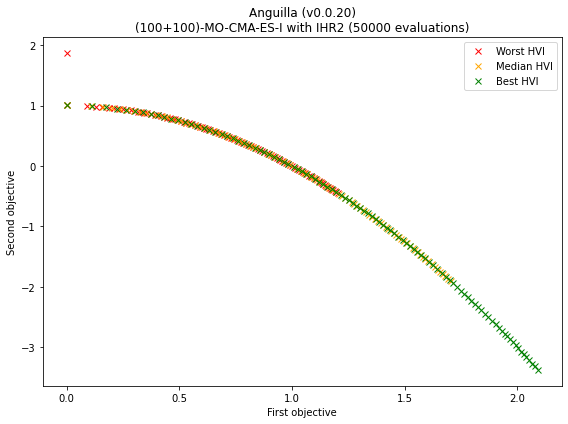 Anguilla (v0.0.20)
(100+100)-MO-CMA-ES-I with IHR2 (50000 evaluations)
Worst HVI
Median HVI
Best HVI
Second objective
2
1
0
−1
−2
−3
0.0 0.5 1.0 1.5 2.0
First objective